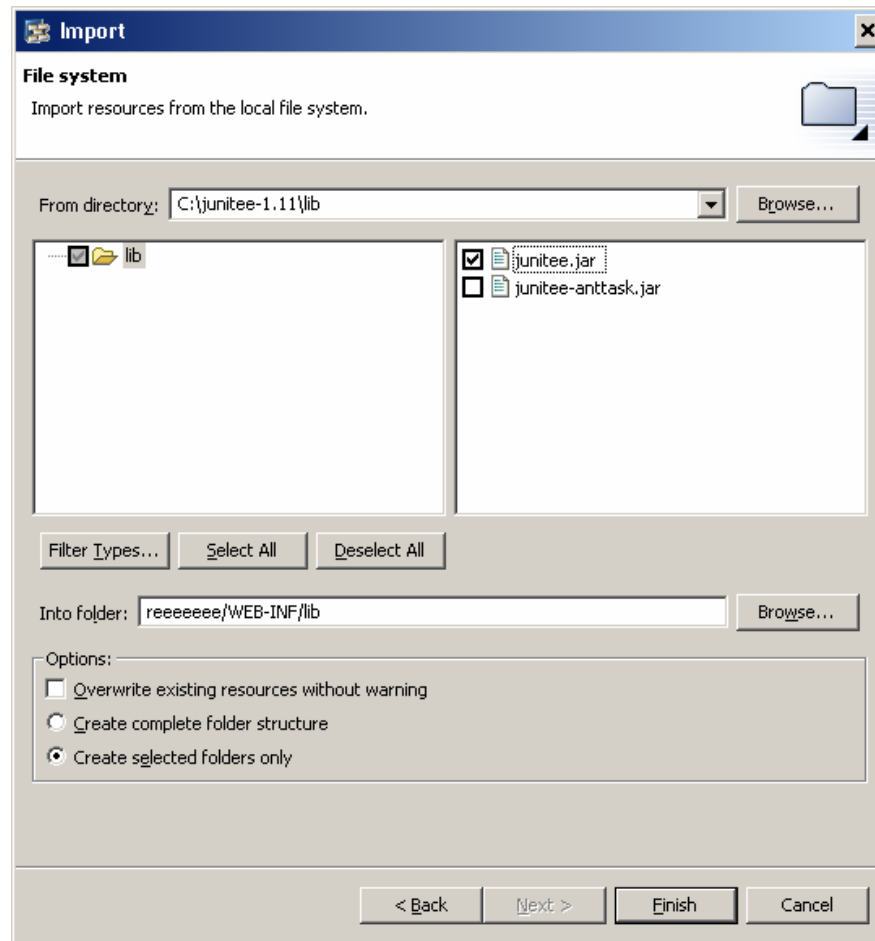 Import
File system
Import resources from the local file system.
From directory: C:\junitee-1.11\lib
Browse...
lib
junitee.jar
junitee-anttask.jar
Filter Types...
Select All
Deselect All
Into folder: reeeeeee/WEB-INF/lib
Browse...
Options:
Overwrite existing resources without warning
Create complete folder structure
Create selected folders only
< Back
Next >
Finish
Cancel